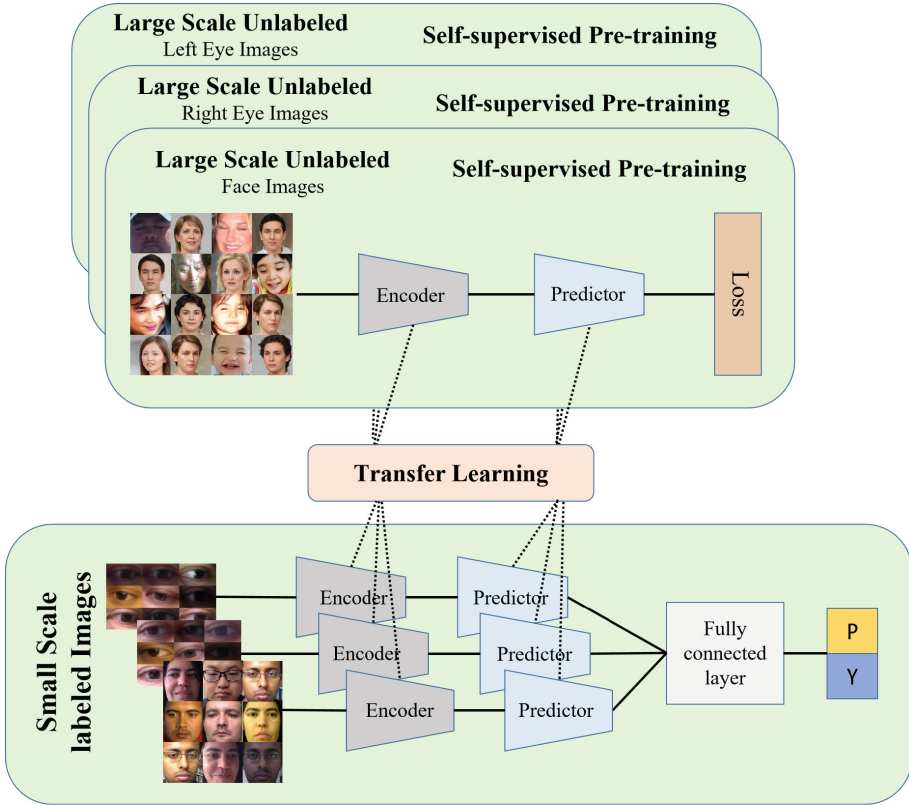 Large Scale Unlabeled
Left Eye Images
Self-supervised Pre-training
Large Scale Unlabeled
Right Eye Images
Self-supervised Pre-training
Large Scale Unlabeled
Face Images
Self-supervised Pre-training
Encoder
Predictor
Loss
Transfer Learning
Small Scale
labeled Images
Encoder
Predictor
Encoder
Predictor
Encoder
Predictor
Fully
connected
layer
P
Y